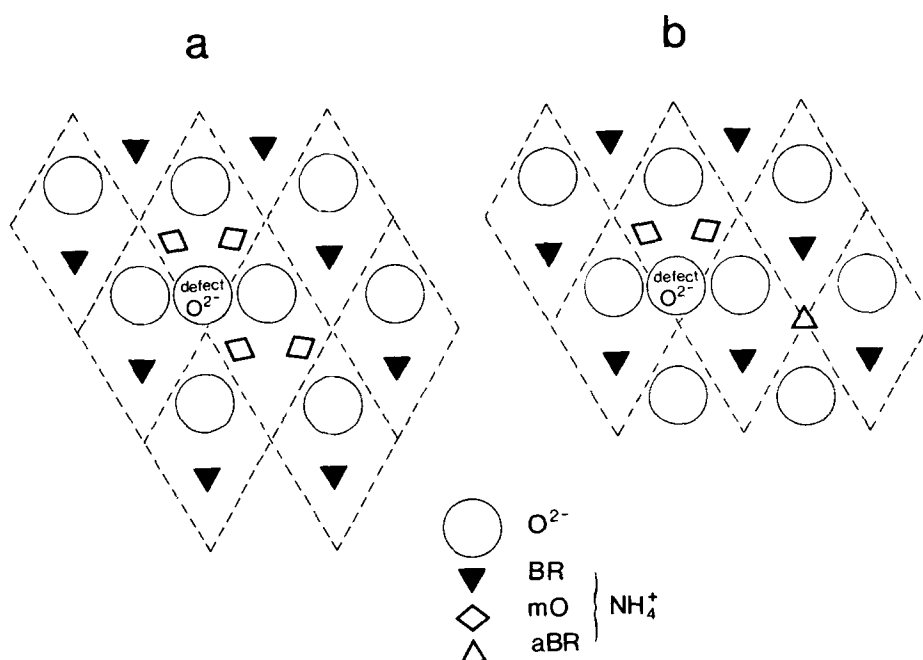 a
b
defect
O²⁻
defect
O²⁻
O²⁻
BR
mO
aBR
NH₄⁺